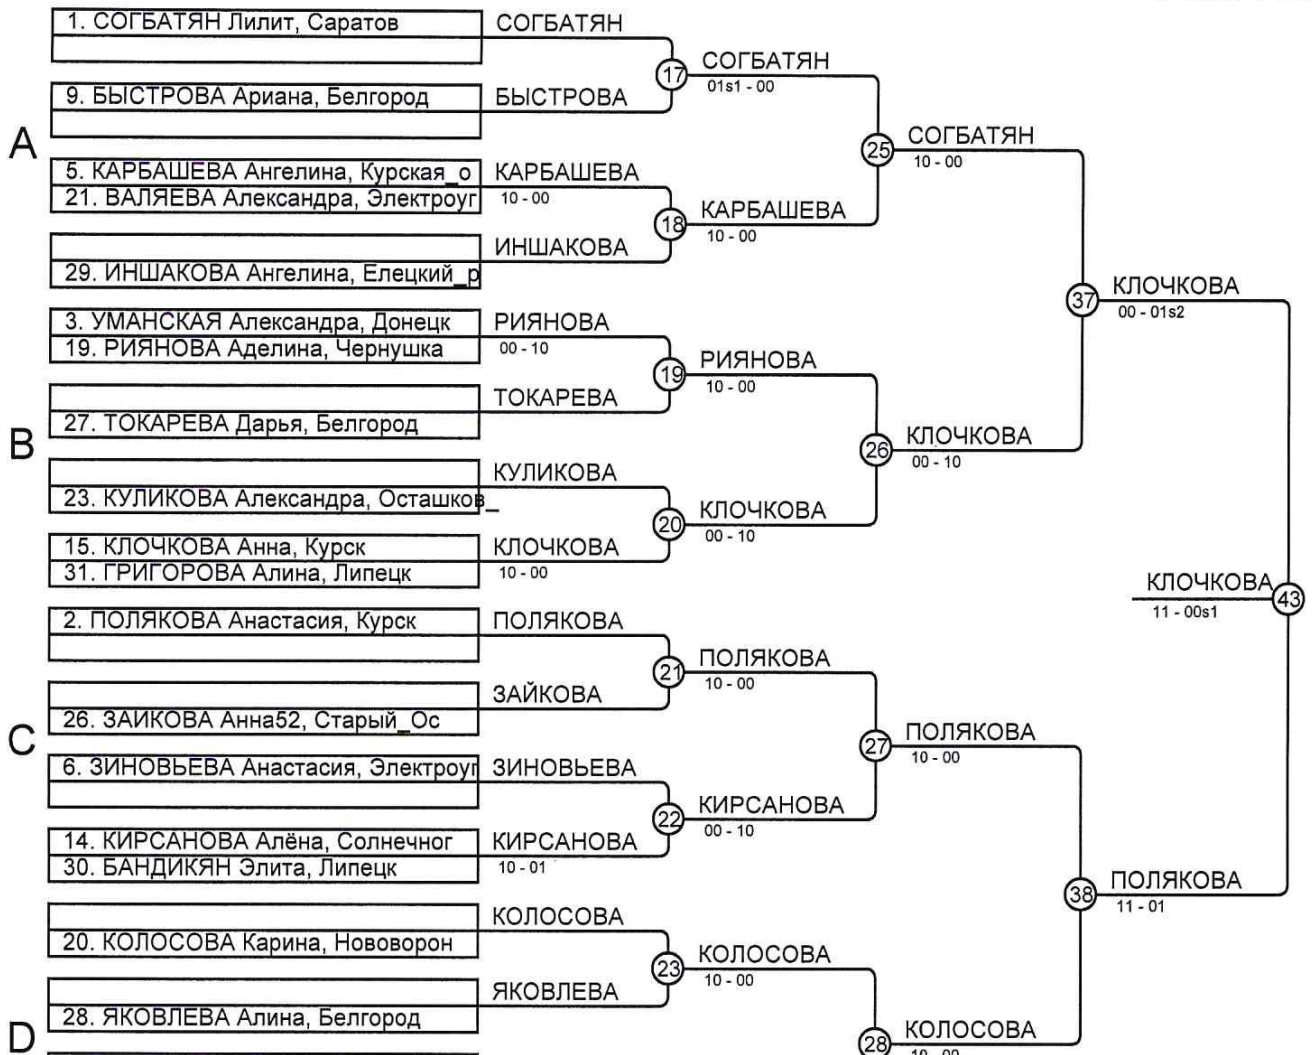 1. СОГБАТЯН Лилит, Саратов
СОГБАТЯН
17
СОГБАТЯН
01s1 - 00
9. БЫСТРОВА Ариана, Белгород
БЫСТРОВА
A
25
СОГБАТЯН
10 - 00
5. КАРБАШЕВА Ангелина, Курская_о
КАРБАШЕВА
21. ВАЛЯЕВА Александра, Электроуг
10 - 00
18
КАРБАШЕВА
10 - 00
ИНШАКОВА
29. ИНШАКОВА Ангелина, Елецкий_р
37
КЛОЧКОВА
00 - 01s2
3. УМАНСКАЯ Александра, Донецк
РИЯНОВА
19. РИЯНОВА Аделина, Чернушка
00 - 10
19
РИЯНОВА
10 - 00
ТОКАРЕВА
27. ТОКАРЕВА Дарья, Белгород
B
26
КЛОЧКОВА
00 - 10
КУЛИКОВА
23. КУЛИКОВА Александра, Осташков_
20
КЛОЧКОВА
00 - 10
15. КЛОЧКОВА Анна, Курск
КЛОЧКОВА
31. ГРИГОРОВА Алина, Липецк
10 - 00
КЛОЧКОВА
43
11 - 00s1
2. ПОЛЯКОВА Анастасия, Курск
ПОЛЯКОВА
21
ПОЛЯКОВА
10 - 00
ЗАЙКОВА
26. ЗАЙКОВА Анна52, Старый_Ос
C
27
ПОЛЯКОВА
10 - 00
6. ЗИНОВЬЕВА Анастасия, Электроуг
ЗИНОВЬЕВА
22
КИРСАНОВА
00 - 10
14. КИРСАНОВА Алёна, Солнечног
КИРСАНОВА
30. БАНДИКЯН Элита, Липецк
10 - 01
38
ПОЛЯКОВА
11 - 01
КОЛОСОВА
20. КОЛОСОВА Карина, Нововорон
23
КОЛОСОВА
10 - 00
ЯКОВЛЕВА
28. ЯКОВЛЕВА Алина, Белгород
D
28
КОЛОСОВА
10 - 00